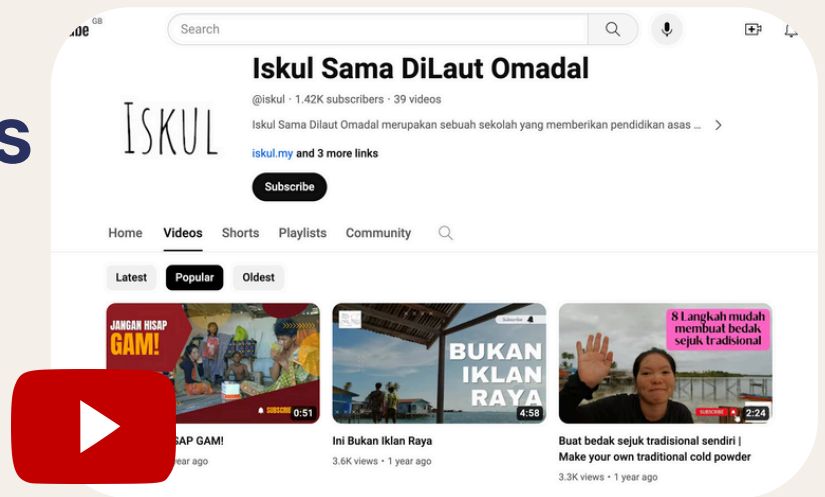 GB
Search
s
Iskul Sama DiLaut Omadal
@iskul · 1.42K subscribers · 39 videos
ISKUL
Iskul Sama Dilaut Omadal merupakan sebuah sekolah yang memberikan pendidikan asas ...
iskul.my and 3 more links
Subscribe
Home Videos Shorts Playlists Community
Latest Popular Oldest
JANGAN HISAP
GAM!
SUBSCRIBE
0:51
Subscribe
BUKAN
IKLAN
RAYA
4:58
8 Langkah mudah
membuat bedak
sejuk tradisional
SUBSCRIBE
2:24
SAP GAM!
year ago
Ini Bukan Iklan Raya
3.6K views • 1 year ago
Buat bedak sejuk tradisional sendiri |
Make your own traditional cold powder
3.3K views • 1 year ago